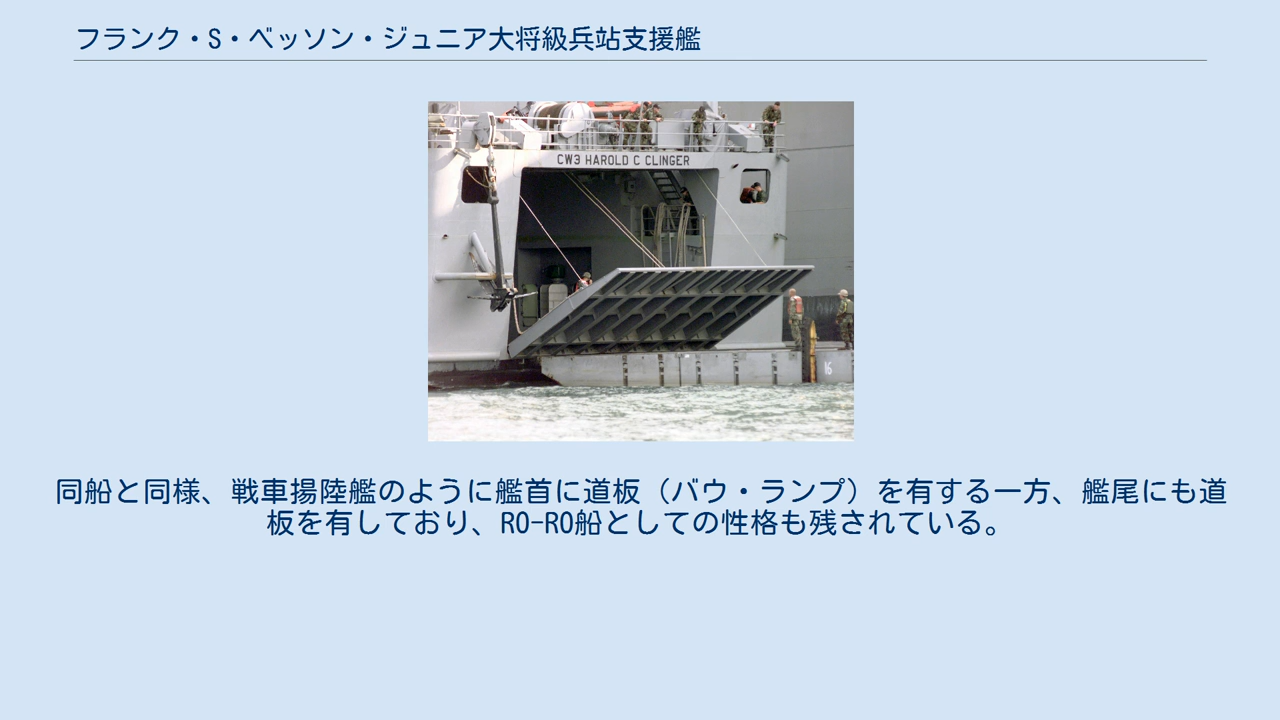 フランク・S・ベッソン・ジュニア大将級兵站支援艦
CW3 HAROLD C CLINGER
16
同船と同様、戦車揚陸艦のように艦首に道板（バウ・ランプ）を有する一方、艦尾にも道
板を有しており、RO-RO船としての性格も残されている。